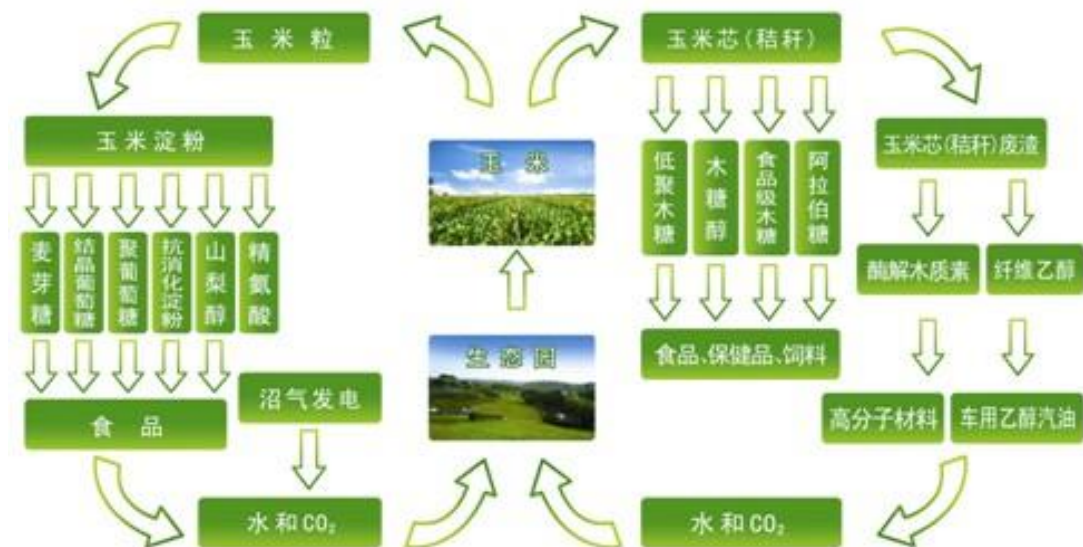 玉米粒
玉米芯(秸秆)
玉米淀粉
玉米
玉米芯(秸秆)废渣
麦芽糖
结晶葡萄糖
聚葡萄糖
抗消化淀粉
山梨醇
精氨酸
低聚木糖
木糖醇
食品级木糖
阿拉伯糖
酶解木质素
纤维乙醇
生态园
食品、保健品、饲料
沼气发电
食品
高分子材料
车用乙醇汽油
水和CO₂
水和CO₂